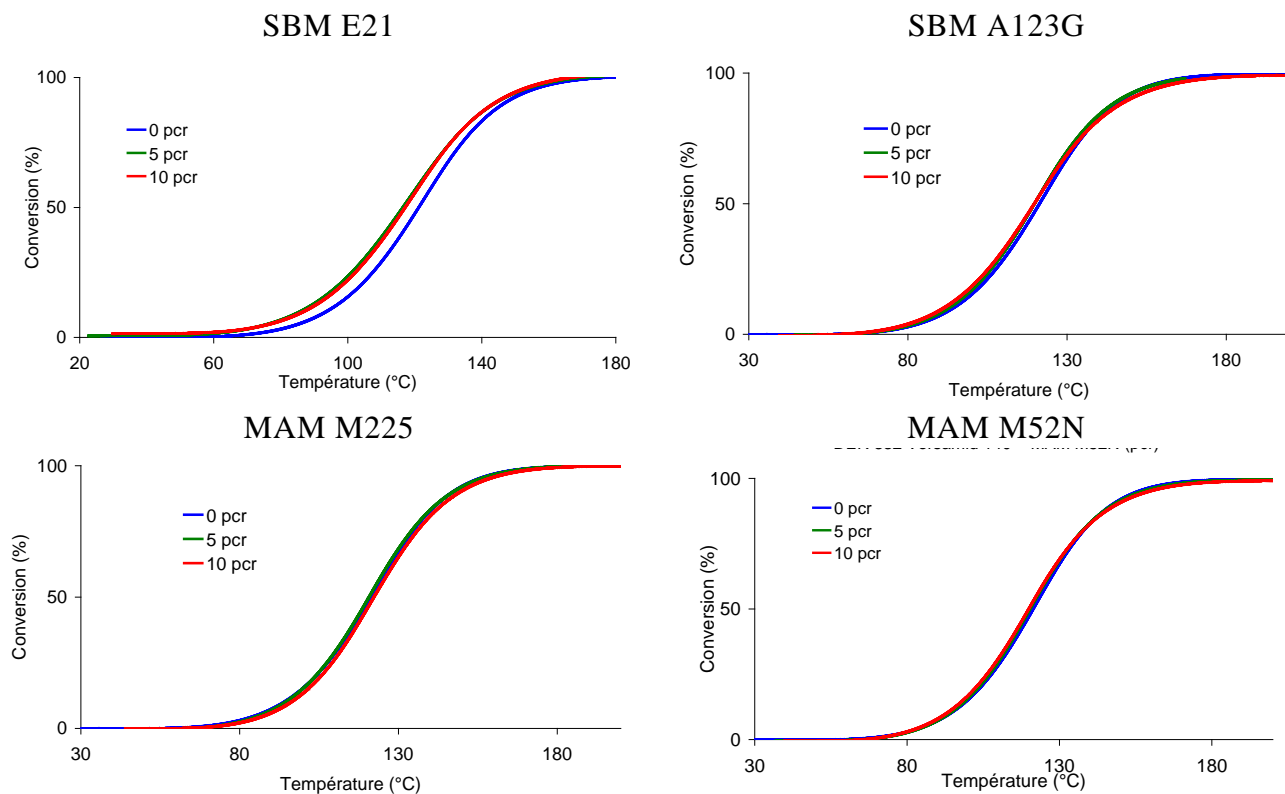 SBM E21
100
50
0
Conversion (%)
0 pcr
5 pcr
10 pcr
20 60 100 140 180
Température (°C)
SBM A123G
100
50
0
Conversion (%)
0 pcr
5 pcr
10 pcr
30 80 130 180
Température (°C)
MAM M225
100
50
0
Conversion (%)
0 pcr
5 pcr
10 pcr
30 80 130 180
Température (°C)
MAM M52N
100
50
0
Conversion (%)
0 pcr
5 pcr
10 pcr
30 80 130 180
Température (°C)